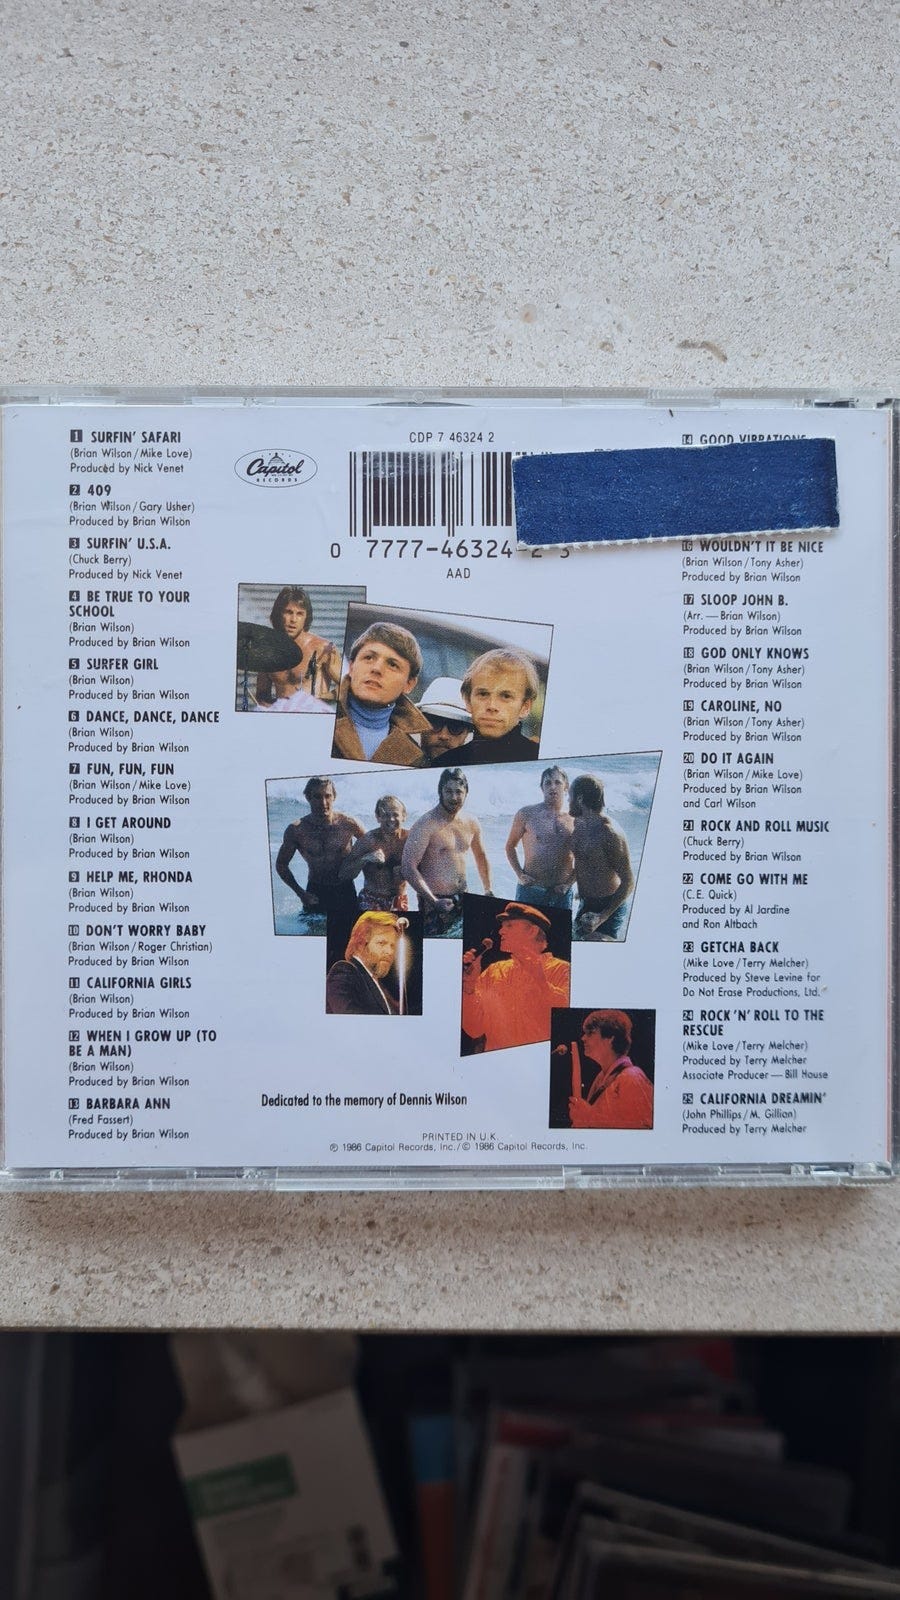 1 SURFIN' SAFARI
(Brian Wilson/Mike Love)
Produced by Nick Venet
2 409
(Brian Wilson/Gary Usher)
Produced by Brian Wilson
3 SURFIN' U.S.A.
(Chuck Berry)
Produced by Nick Venet
4 BE TRUE TO YOUR
SCHOOL
(Brian Wilson)
Produced by Brian Wilson
5 SURFER GIRL
(Brian Wilson)
Produced by Brian Wilson
6 DANCE, DANCE, DANCE
(Brian Wilson)
Produced by Brian Wilson
7 FUN, FUN, FUN
(Brian Wilson/Mike Love)
Produced by Brian Wilson
8 I GET AROUND
(Brian Wilson)
Produced by Brian Wilson
9 HELP ME, RHONDA
(Brian Wilson)
Produced by Brian Wilson
10 DON'T WORRY BABY
(Brian Wilson/Roger Christian)
Produced by Brian Wilson
11 CALIFORNIA GIRLS
(Brian Wilson)
Produced by Brian Wilson
12 WHEN I GROW UP (TO
BE A MAN)
(Brian Wilson)
Produced by Brian Wilson
13 BARBARA ANN
(Fred Fassert)
Produced by Brian Wilson
Capitol
RECORDS
CDP 7 46324 2
0 7777-46324-2 3
AAD
Dedicated to the memory of Dennis Wilson
PRINTED IN U.K.
℗ 1986 Capitol Records, Inc./© 1986 Capitol Records, Inc.
14 GOOD VIBRATIONS
16 WOULDN'T IT BE NICE
(Brian Wilson/Tony Asher)
Produced by Brian Wilson
17 SLOOP JOHN B.
(Arr.—Brian Wilson)
Produced by Brian Wilson
18 GOD ONLY KNOWS
(Brian Wilson/Tony Asher)
Produced by Brian Wilson
19 CAROLINE, NO
(Brian Wilson/Tony Asher)
Produced by Brian Wilson
20 DO IT AGAIN
(Brian Wilson/Mike Love)
Produced by Brian Wilson
and Carl Wilson
21 ROCK AND ROLL MUSIC
(Chuck Berry)
Produced by Brian Wilson
22 COME GO WITH ME
(C.E. Quick)
Produced by Al Jardine
and Ron Altbach
23 GETCHA BACK
(Mike Love/Terry Melcher)
Produced by Steve Levine for
Do Not Erase Productions, Ltd.
24 ROCK 'N' ROLL TO THE
RESCUE
(Mike Love/Terry Melcher)
Produced by Terry Melcher
Associate Producer—Bill House
25 CALIFORNIA DREAMIN'
(John Phillips/M. Gillian)
Produced by Terry Melcher